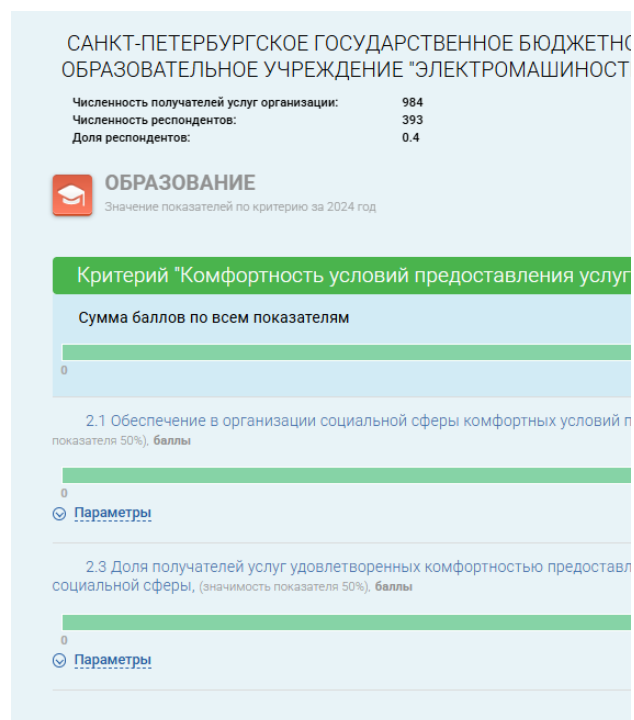 САНКТ-ПЕТЕРБУРГСКОЕ ГОСУДАРСТВЕННОЕ БЮДЖЕТНО
ОБРАЗОВАТЕЛЬНОЕ УЧРЕЖДЕНИЕ "ЭЛЕКТРОМАШИНОСТ
Численность получателей услуг организации: 984
Численность респондентов: 393
Доля респондентов: 0.4
ОБРАЗОВАНИЕ
Значение показателей по критерию за 2024 год
Критерий "Комфортность условий предоставления услуг
Сумма баллов по всем показателям
0
2.1 Обеспечение в организации социальной сферы комфортных условий п
показателя 50%), баллы
0
Параметры
2.3 Доля получателей услуг удовлетворенных комфортностью предоставл
социальной сферы, (значимость показателя 50%), баллы
0
Параметры